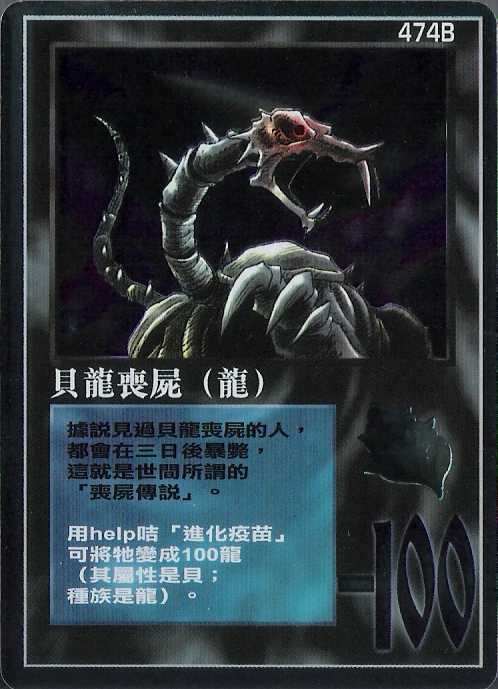 474B
貝龍喪屍（龍）
據說見過貝龍喪屍的人，
都會在三日後暴斃，
這就是世間所謂的
「喪屍傳說」。
用help咭「進化疫苗」
可將牠變成100龍
（其屬性是貝；
種族是龍）。
-100